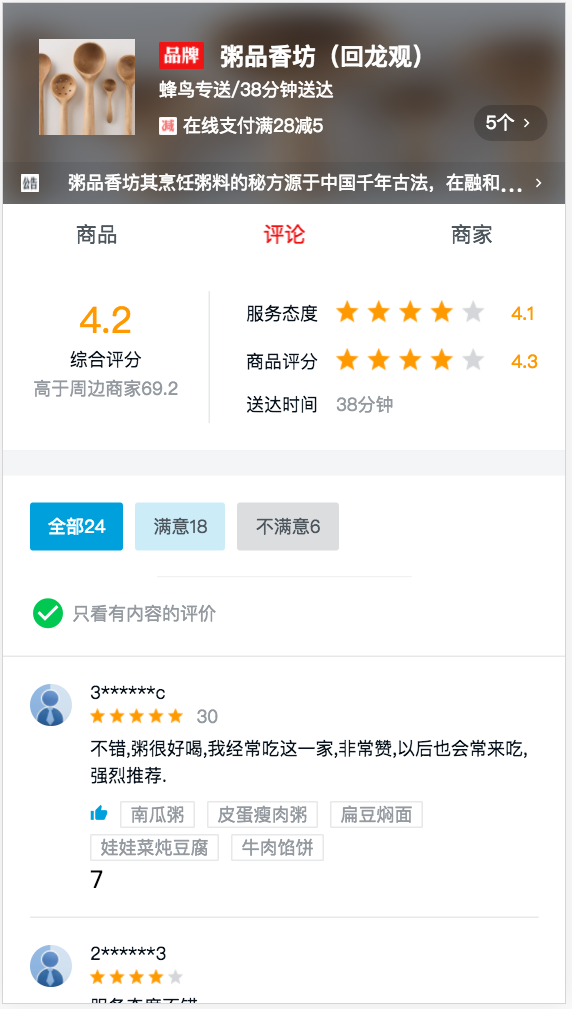 品牌 粥品香坊（回龙观）
蜂鸟专送/38分钟送达
减 在线支付满28减5
5个 >
公告 粥品香坊其烹饪粥料的秘方源于中国千年古法，在融和... >
商品 评论 商家
4.2
综合评分
高于周边商家69.2
服务态度 4.1
商品评分 4.3
送达时间 38分钟
全部24 满意18 不满意6
只看有内容的评价
3******c
30
不错,粥很好喝,我经常吃这一家,非常赞,以后也会常来吃,
强烈推荐.
南瓜粥 皮蛋瘦肉粥 扁豆焖面
娃娃菜炖豆腐 牛肉馅饼
7
2******3
服务态度不错